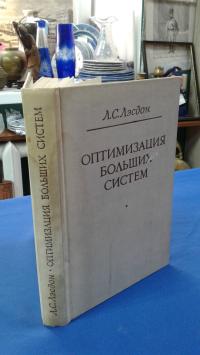 Л.С.Лэсдон
ОПТИМИЗАЦИЯ
БОЛЬШИХ
СИСТЕМ
Л.С.Лэсдон · ОПТИМИЗАЦИЯ БОЛЬШИХ СИСТЕМ